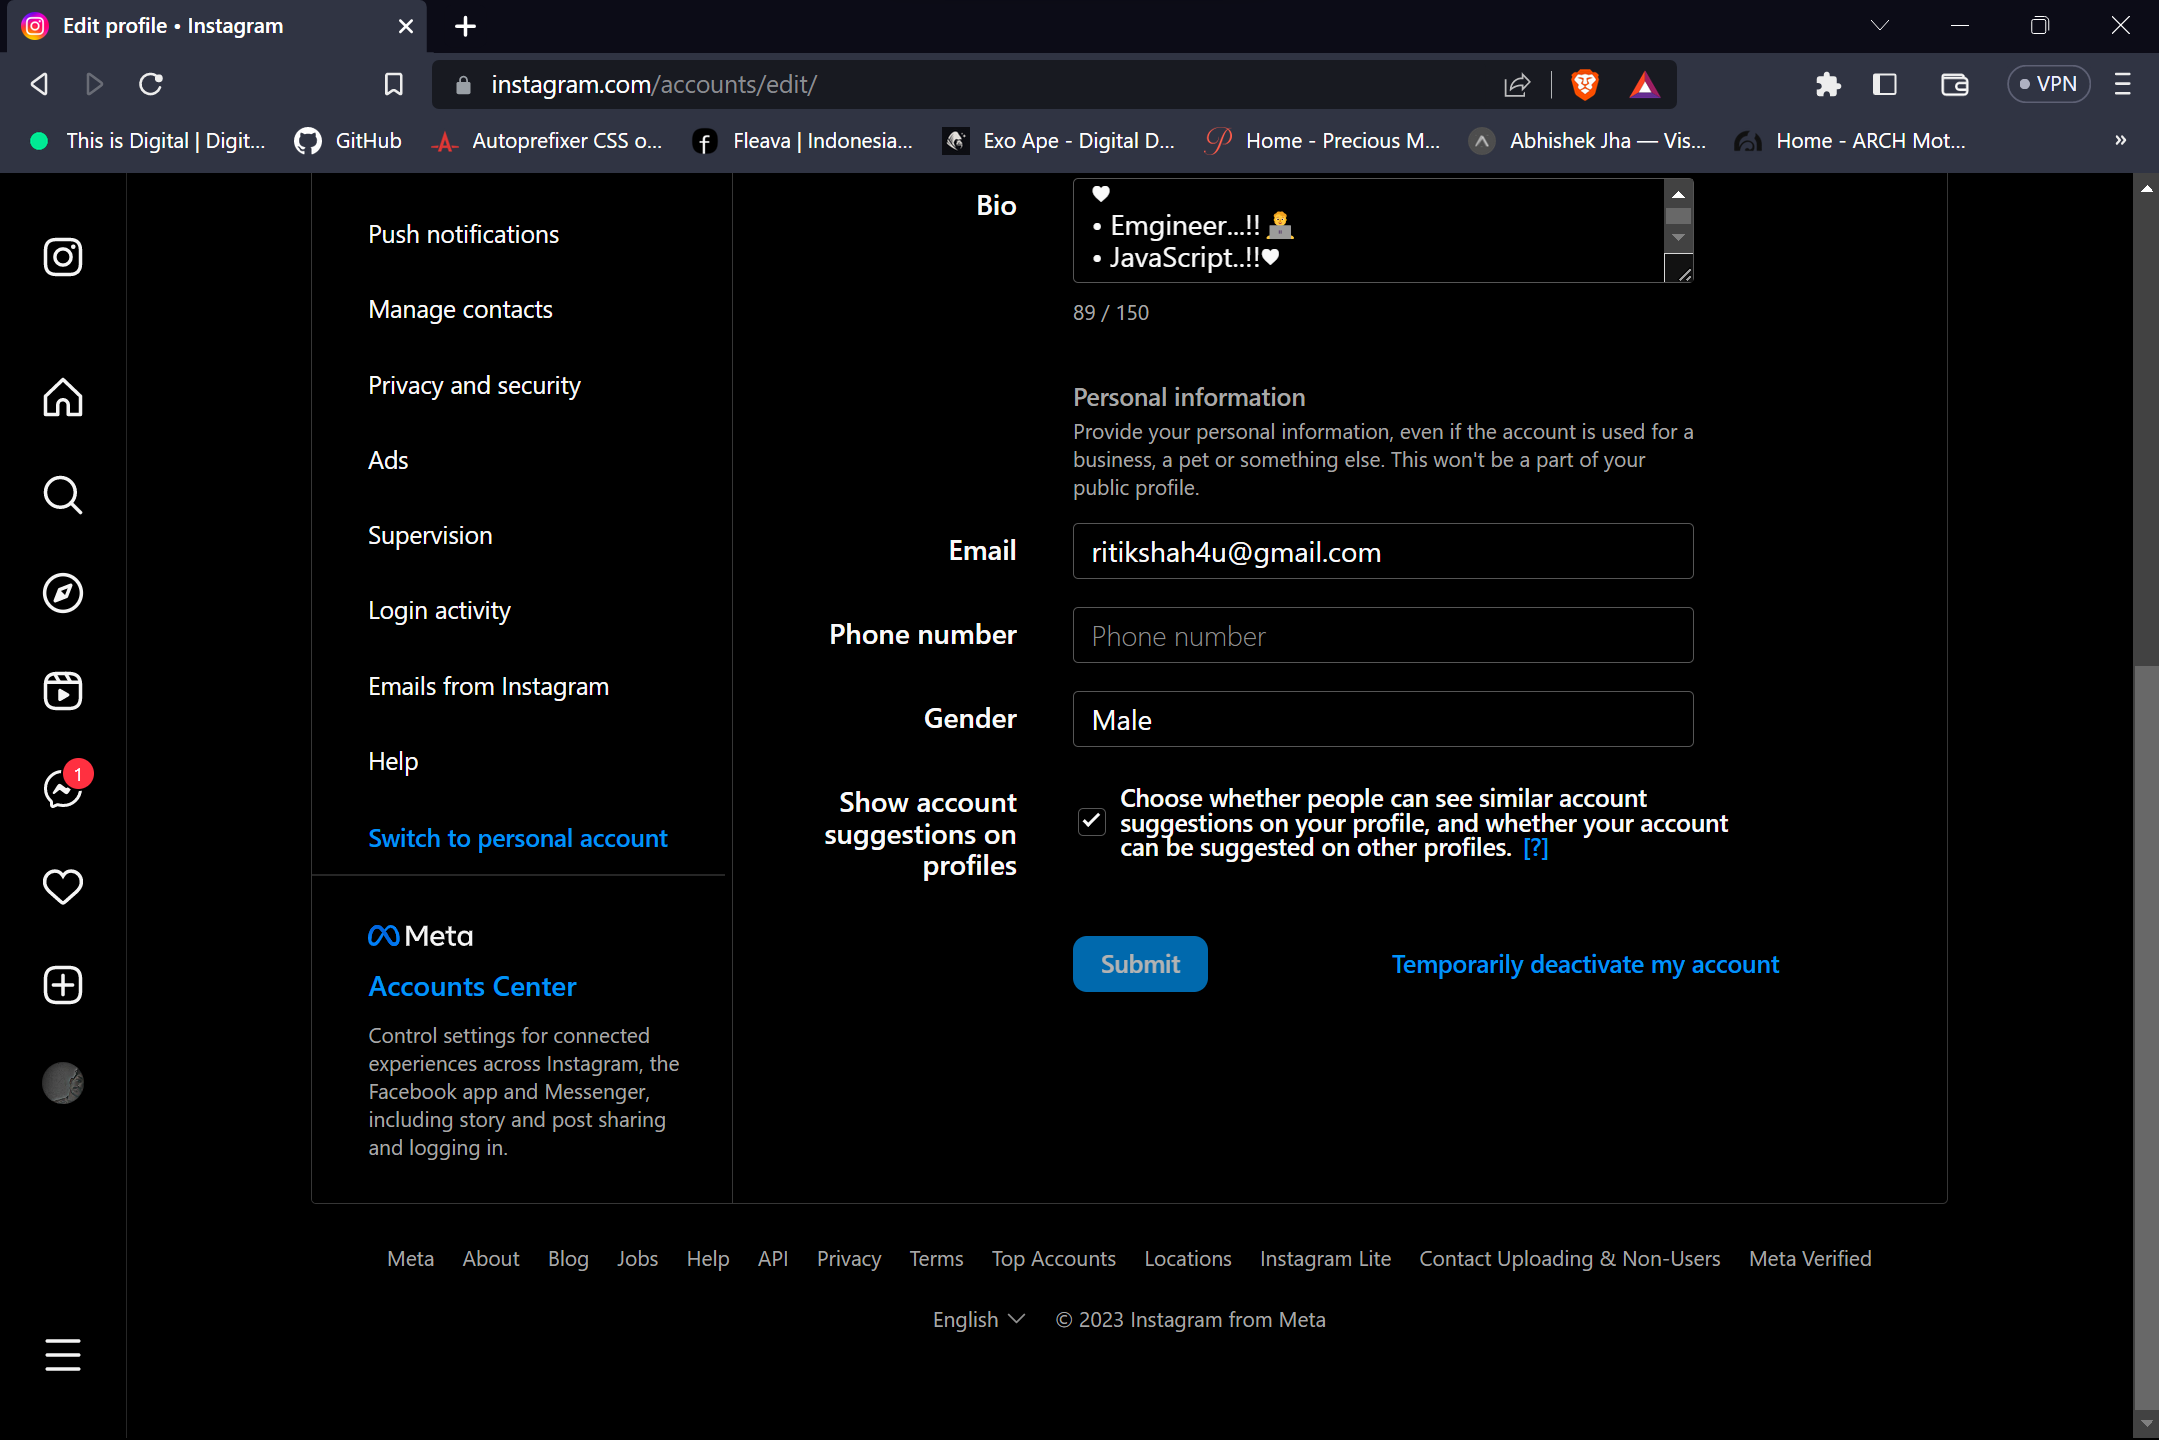 Edit profile • Instagram
instagram.com/accounts/edit/
VPN
This is Digital | Digit...
GitHub
Autoprefixer CSS o...
Fleava | Indonesia...
Exo Ape - Digital D...
Home - Precious M...
Abhishek Jha — Vis...
Home - ARCH Mot...
»
1
Push notifications
Manage contacts
Privacy and security
Ads
Supervision
Login activity
Emails from Instagram
Help
Switch to personal account
Meta
Accounts Center
Control settings for connected
experiences across Instagram, the
Facebook app and Messenger,
including story and post sharing
and logging in.
Bio
♥
• Emgineer...!! 👨‍💻
• JavaScript..!!♥
89 / 150
Personal information
Provide your personal information, even if the account is used for a
business, a pet or something else. This won't be a part of your
public profile.
Email
ritikshah4u@gmail.com
Phone number
Phone number
Gender
Male
Show account
suggestions on
profiles
Choose whether people can see similar account
suggestions on your profile, and whether your account
can be suggested on other profiles. [?]
Submit
Temporarily deactivate my account
Meta About Blog Jobs Help API Privacy Terms Top Accounts Locations Instagram Lite Contact Uploading & Non-Users Meta Verified
English © 2023 Instagram from Meta